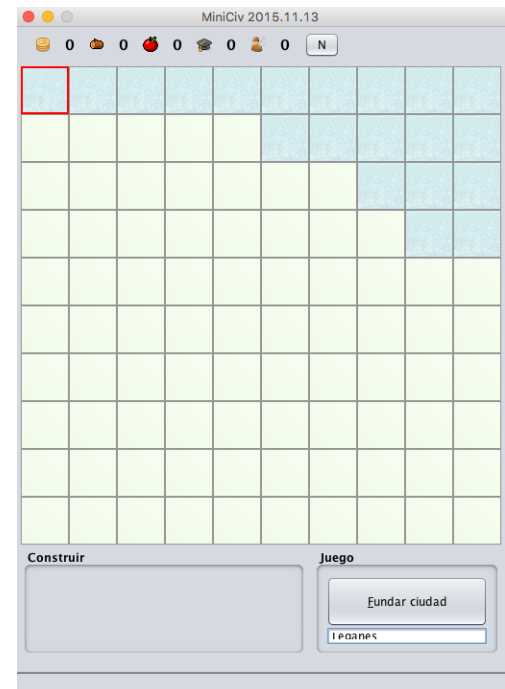 MiniCiv 2015.11.13
0 0 0 0 0 N
Construir
Juego
Fundar ciudad
Leganes